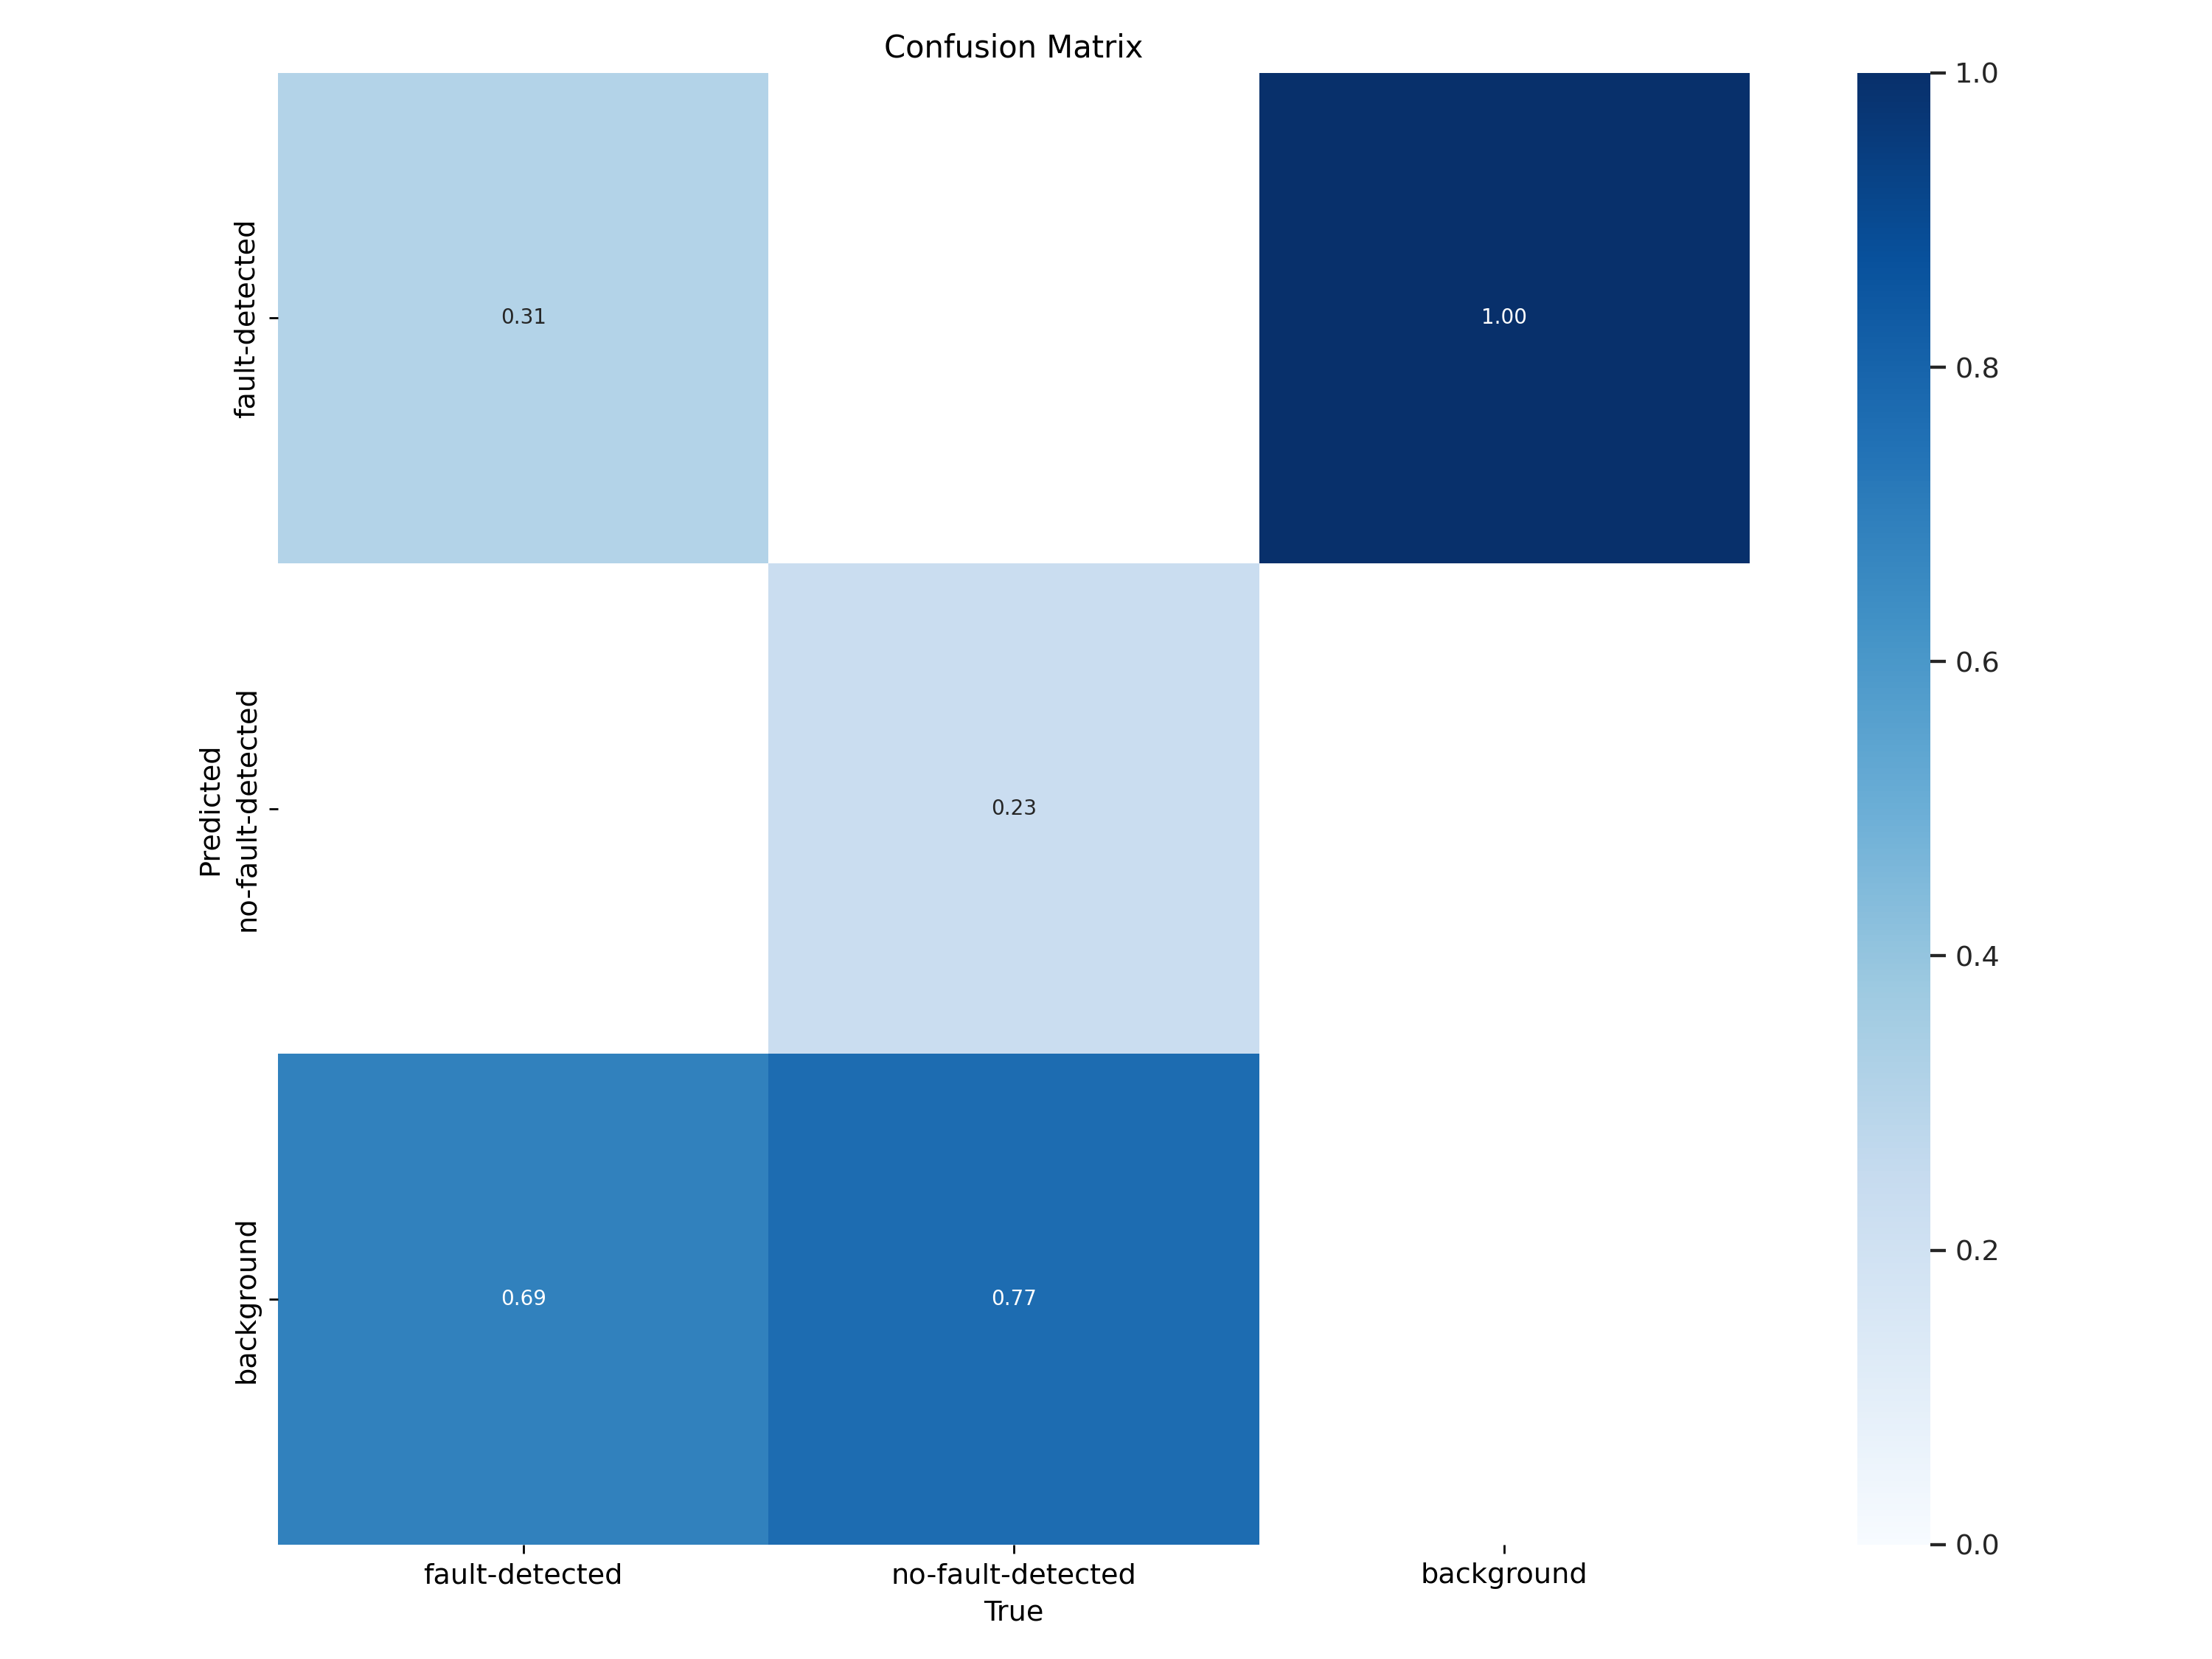 Confusion Matrix
fault-detected
no-fault-detected
background
Predicted
0.31
1.00
0.23
0.69
0.77
fault-detected
no-fault-detected
background
True
1.0
0.8
0.6
0.4
0.2
0.0